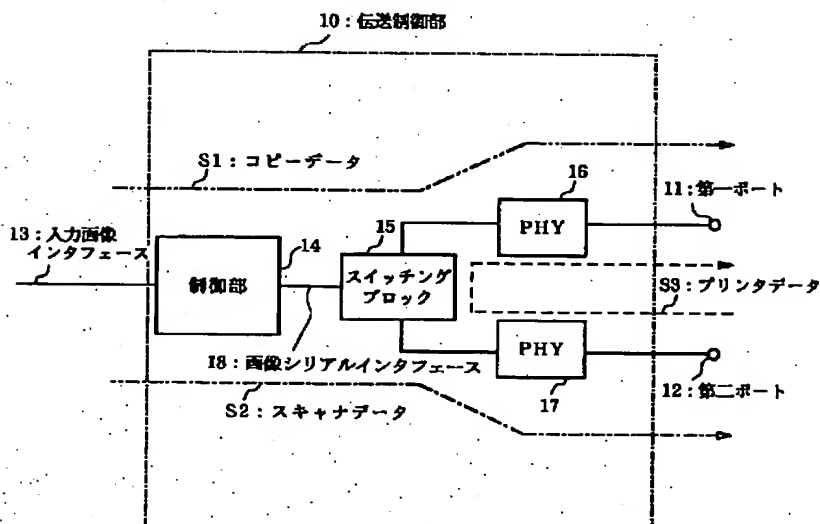 10：伝送制御部
S1：コピーデータ
16
11：第一ポート
PHY
13：入力画像
インタフェース
14
15
制御部
スイッチング
ブロック
S3：プリンタデータ
PHY
18：画像シリアルインタフェース
12：第二ポート
17
S2：スキャナデータ